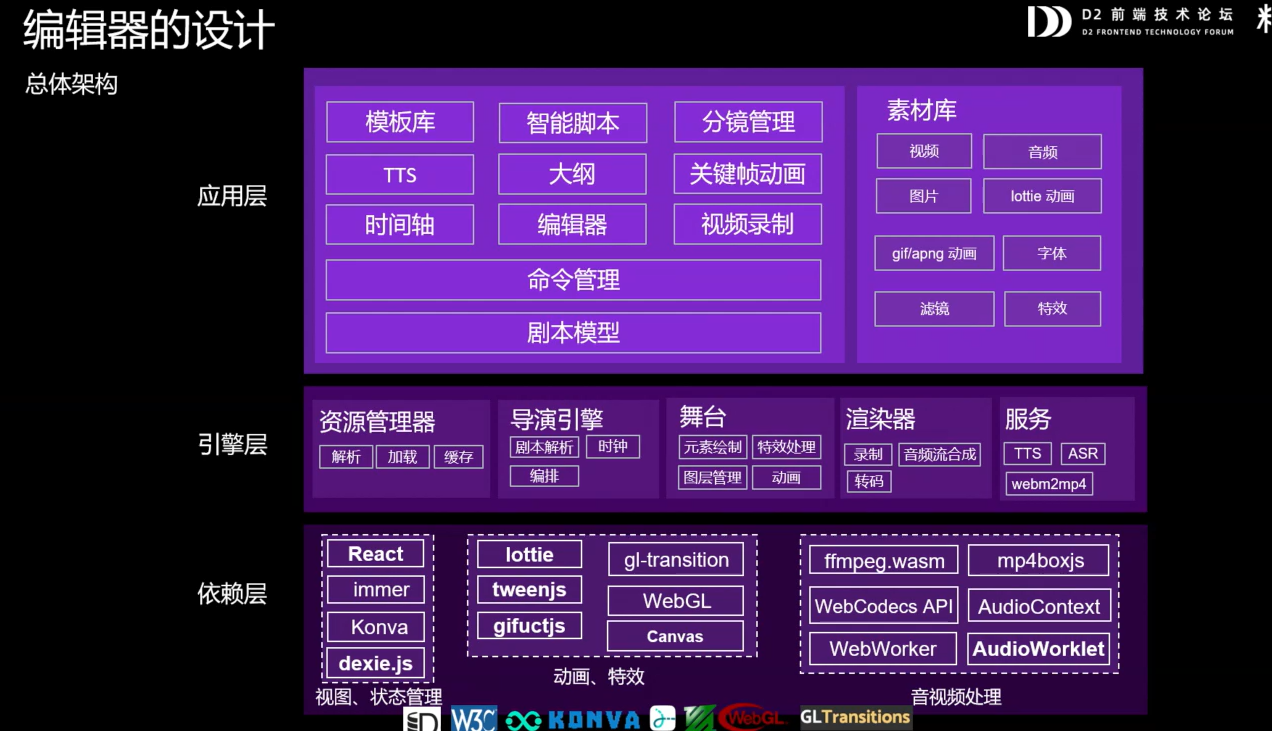 编辑器的设计
D2 前端技术论坛
D2 FRONTEND TECHNOLOGY FORUM
总体架构
应用层
模板库 智能脚本 分镜管理
TTS 大纲 关键帧动画
时间轴 编辑器 视频录制
命令管理
剧本模型
素材库
视频 音频
图片 lottie 动画
gif/apng 动画 字体
滤镜 特效
引擎层
资源管理器
解析 加载 缓存
导演引擎
剧本解析 时钟
编排
舞台
元素绘制 特效处理
图层管理 动画
渲染器
录制 音频流合成
转码
服务
TTS ASR
webm2mp4
依赖层
React
immer
Konva
dexie.js
视图、状态管理
lottie gl-transition
tweenjs WebGL
gifuctjs Canvas
动画、特效
ffmpeg.wasm mp4boxjs
WebCodecs API AudioContext
WebWorker AudioWorklet
音视频处理
W3C KONVA WebGL GLTransitions